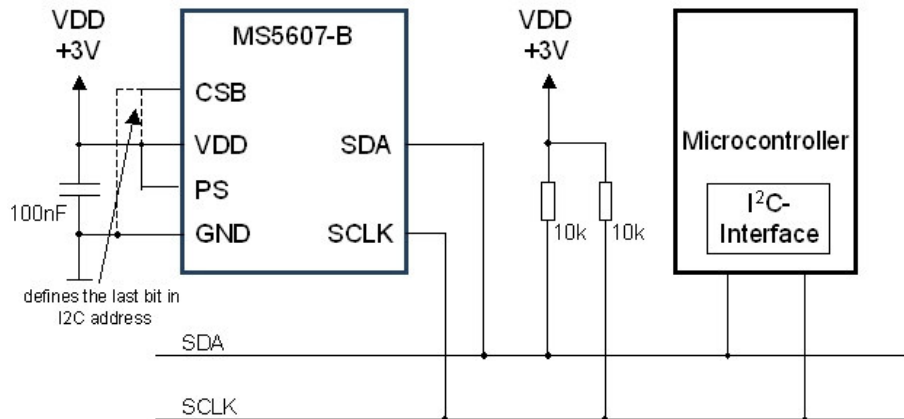 VDD
+3V
MS5607-B
CSB
VDD
PS
GND
SDA
SCLK
100nF
defines the last bit in
I2C address
VDD
+3V
10k
10k
Microcontroller
I²C-
Interface
SDA
SCLK